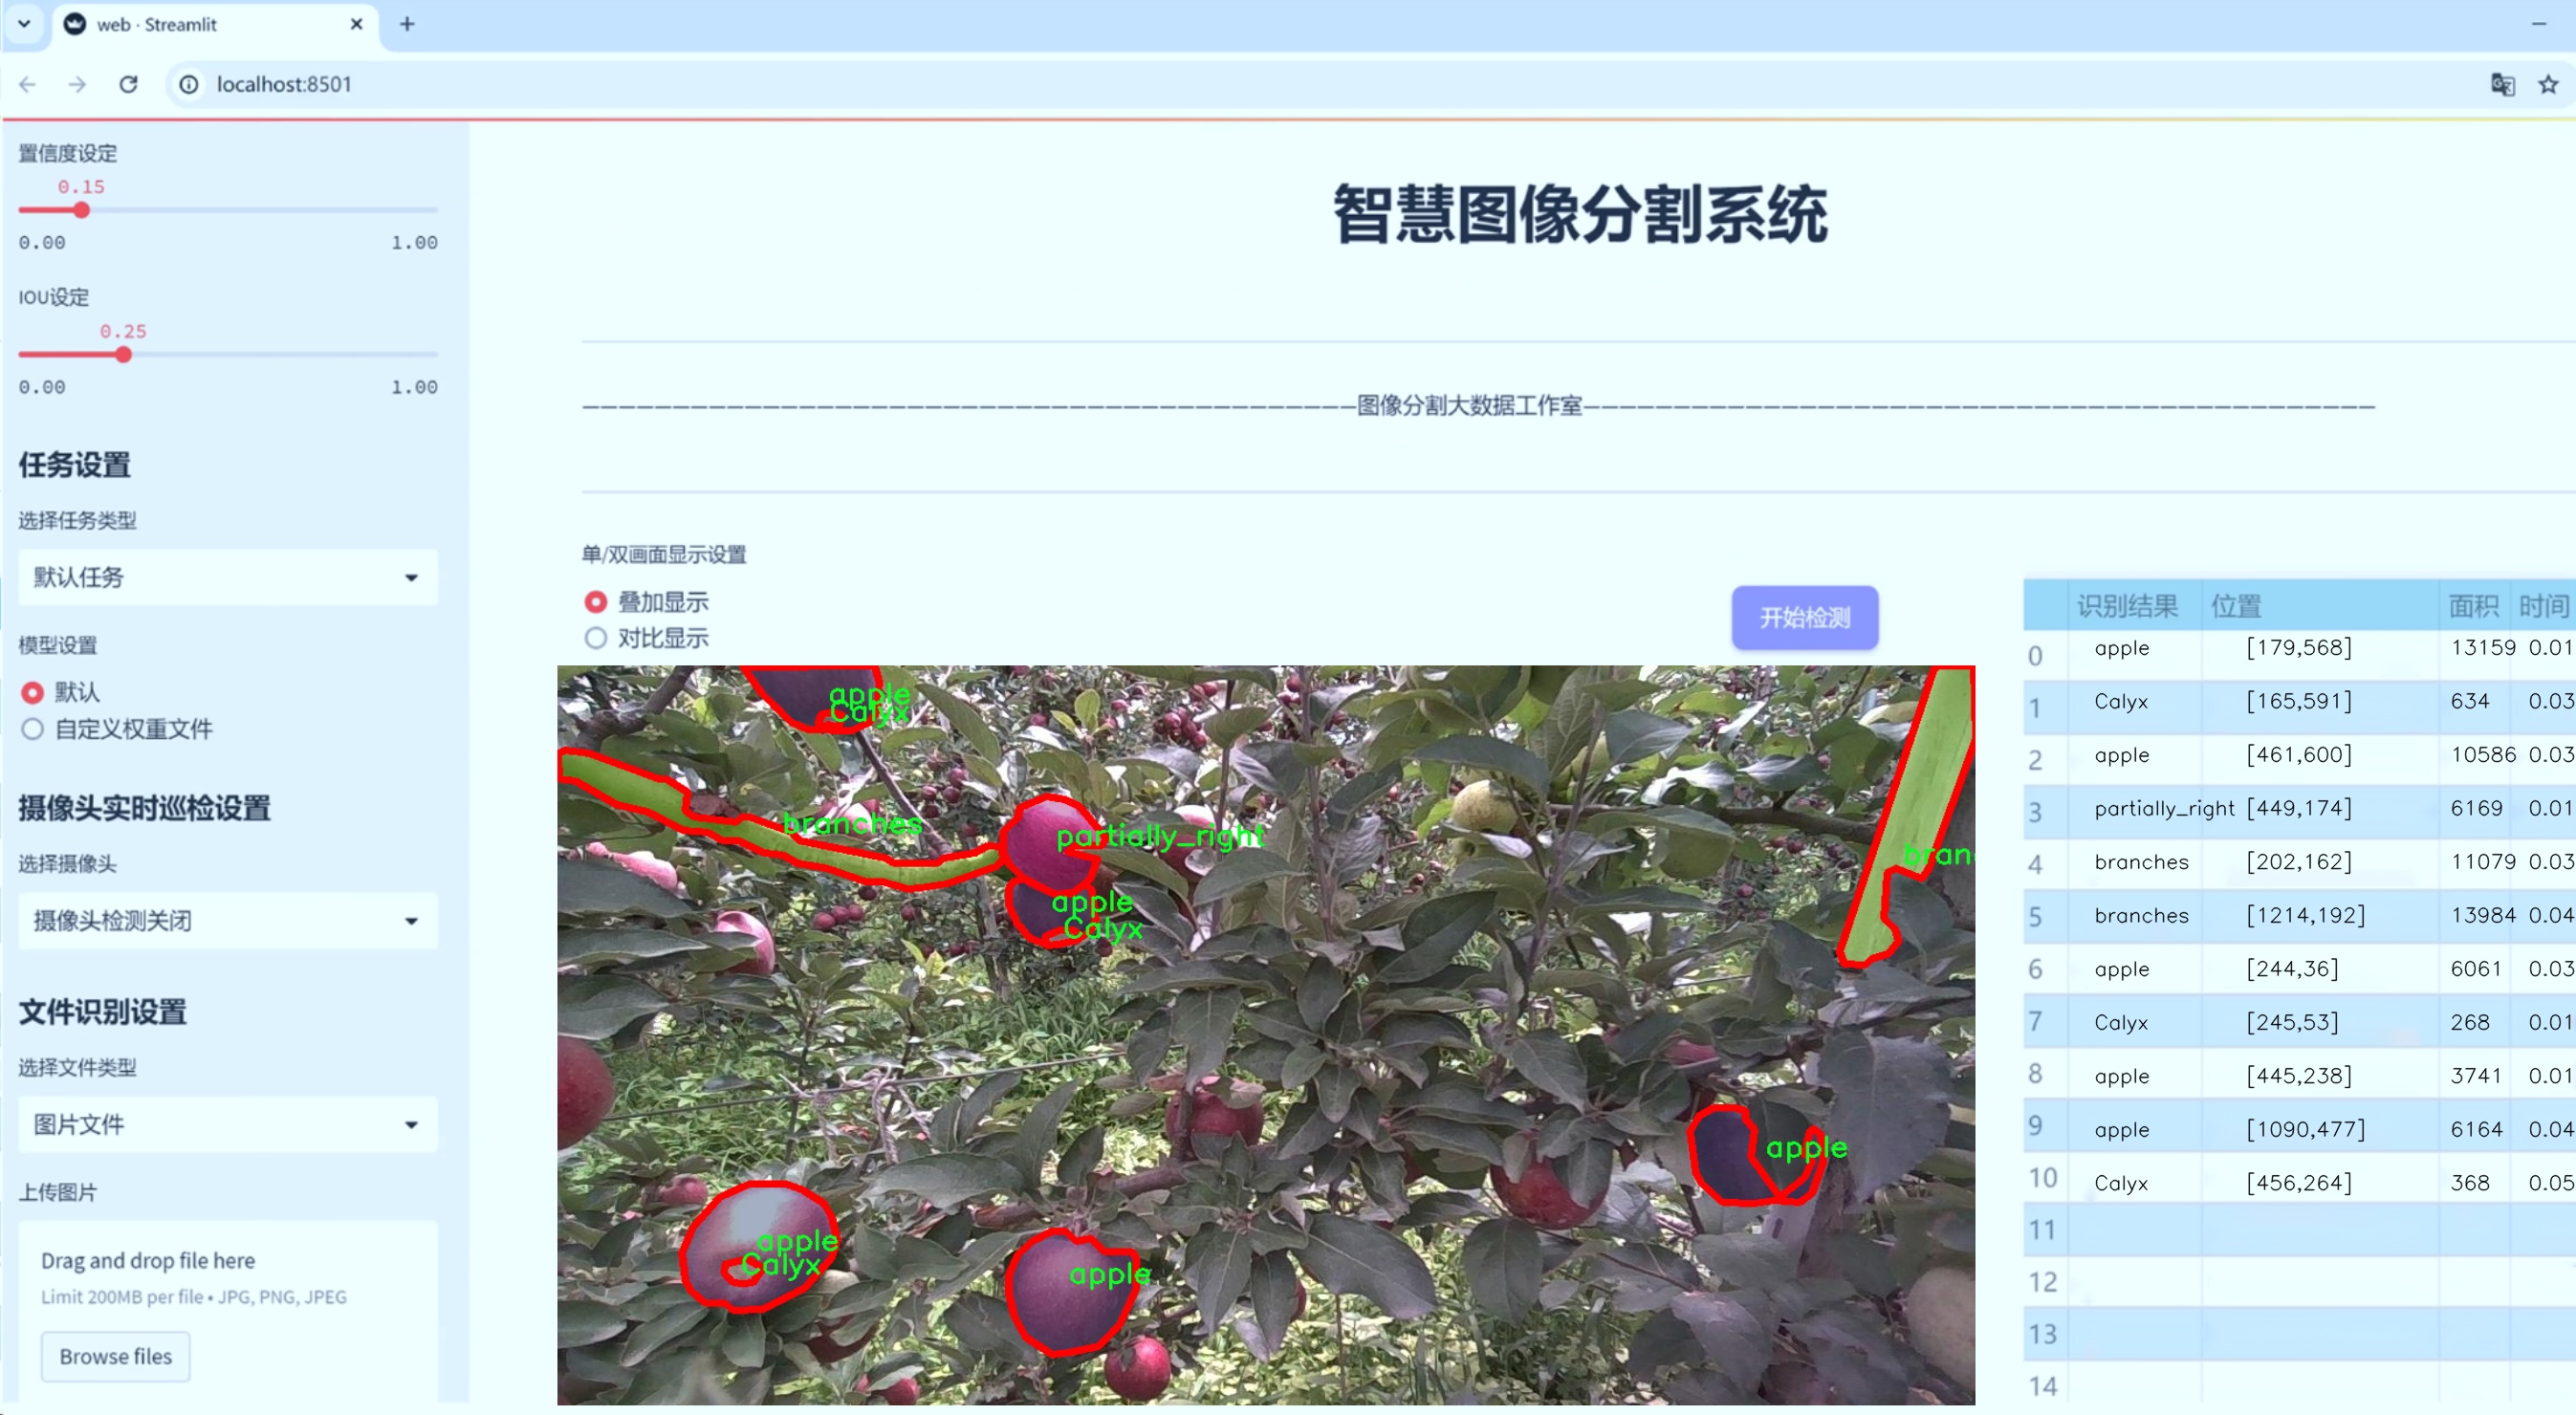 web · Streamlit
localhost:8501
置信度设定
0.15
0.00 1.00
IOU设定
0.25
0.00 1.00
任务设置
选择任务类型
默认任务
模型设置
默认
自定义权重文件
摄像头实时巡检设置
选择摄像头
摄像头检测关闭
文件识别设置
选择文件类型
图片文件
上传图片
Drag and drop file here
Limit 200MB per file • JPG, PNG, JPEG
Browse files
智慧图像分割系统
图像分割大数据工作室
单/双画面显示设置
叠加显示
对比显示
开始检测
apple
Calyx
branches
partially_right
apple
Calyx
bran
apple
apple
Calyx
apple
识别结果 位置 面积 时间
0 apple [179,568] 13159 0.01
1 Calyx [165,591] 634 0.03
2 apple [461,600] 10586 0.03
3 partially_right [449,174] 6169 0.01
4 branches [202,162] 11079 0.03
5 branches [1214,192] 13984 0.04
6 apple [244,36] 6061 0.03
7 Calyx [245,53] 268 0.01
8 apple [445,238] 3741 0.01
9 apple [1090,477] 6164 0.04
10 Calyx [456,264] 368 0.05
11
12
13
14